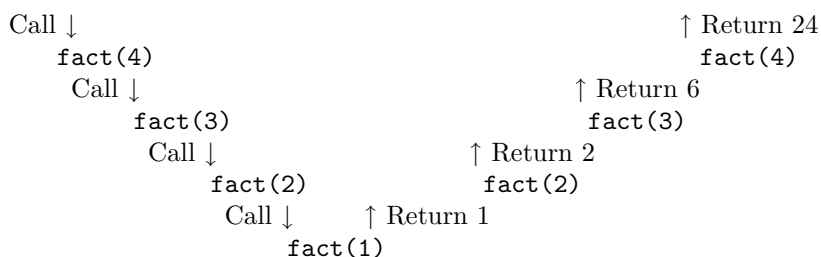 Call ↓ ↑ Return 24
fact(4) fact(4)
Call ↓ ↑ Return 6
fact(3) fact(3)
Call ↓ ↑ Return 2
fact(2) fact(2)
Call ↓ ↑ Return 1
fact(1)